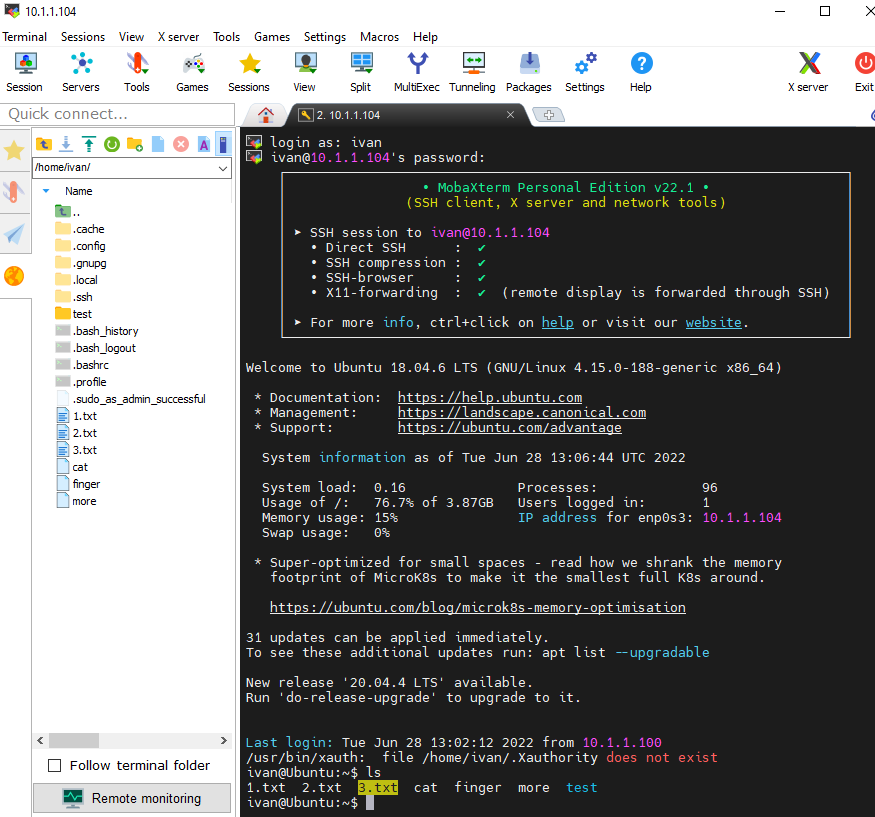 10.1.1.104
Terminal Sessions View X server Tools Games Settings Macros Help
Session Servers Tools Games Sessions View Split MultiExec Tunneling Packages Settings Help X server Exit
Quick connect...
2. 10.1.1.104
/home/ivan/
Name
..
.cache
.config
.gnupg
.local
.ssh
test
.bash_history
.bash_logout
.bashrc
.profile
.sudo_as_admin_successful
1.txt
2.txt
3.txt
cat
finger
more
Follow terminal folder
Remote monitoring
login as: ivan
ivan@10.1.1.104's password:
• MobaXterm Personal Edition v22.1 •
(SSH client, X server and network tools)
➤ SSH session to ivan@10.1.1.104
• Direct SSH : ✔
• SSH compression : ✔
• SSH-browser : ✔
• X11-forwarding : ✔ (remote display is forwarded through SSH)
➤ For more info, ctrl+click on help or visit our website.
Welcome to Ubuntu 18.04.6 LTS (GNU/Linux 4.15.0-188-generic x86_64)
* Documentation: https://help.ubuntu.com
* Management: https://landscape.canonical.com
* Support: https://ubuntu.com/advantage
System information as of Tue Jun 28 13:06:44 UTC 2022
System load: 0.16 Processes: 96
Usage of /: 76.7% of 3.87GB Users logged in: 1
Memory usage: 15% IP address for enp0s3: 10.1.1.104
Swap usage: 0%
* Super-optimized for small spaces - read how we shrank the memory
footprint of MicroK8s to make it the smallest full K8s around.
https://ubuntu.com/blog/microk8s-memory-optimisation
31 updates can be applied immediately.
To see these additional updates run: apt list --upgradable
New release '20.04.4 LTS' available.
Run 'do-release-upgrade' to upgrade to it.
Last login: Tue Jun 28 13:02:12 2022 from 10.1.1.100
/usr/bin/xauth: file /home/ivan/.Xauthority does not exist
ivan@Ubuntu:~$ ls
1.txt 2.txt 3.txt cat finger more test
ivan@Ubuntu:~$